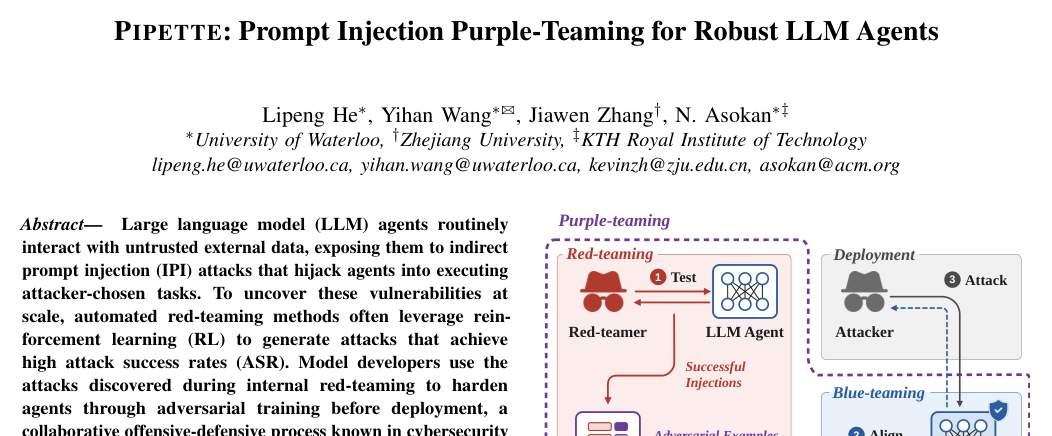 PIPETTE: Prompt Injection Purple-Teaming for Robust LLM Agents
Lipeng He*, Yihan Wang*✉, Jiawen Zhang†, N. Asokan*‡
*University of Waterloo, †Zhejiang University, ‡KTH Royal Institute of Technology
lipeng.he@uwaterloo.ca, yihan.wang@uwaterloo.ca, kevinzh@zju.edu.cn, asokan@acm.org
Abstract— Large language model (LLM) agents routinely
interact with untrusted external data, exposing them to indirect
prompt injection (IPI) attacks that hijack agents into executing
attacker-chosen tasks. To uncover these vulnerabilities at
scale, automated red-teaming methods often leverage rein-
forcement learning (RL) to generate attacks that achieve
high attack success rates (ASR). Model developers use the
attacks discovered during internal red-teaming to harden
agents through adversarial training before deployment, a
collaborative offensive-defensive process known in cybersecurity
Purple-teaming
Red-teaming
1 Test
Red-teamer
LLM Agent
Successful
Injections
Adversarial Examples
Deployment
3 Attack
Attacker
Blue-teaming
2 Align